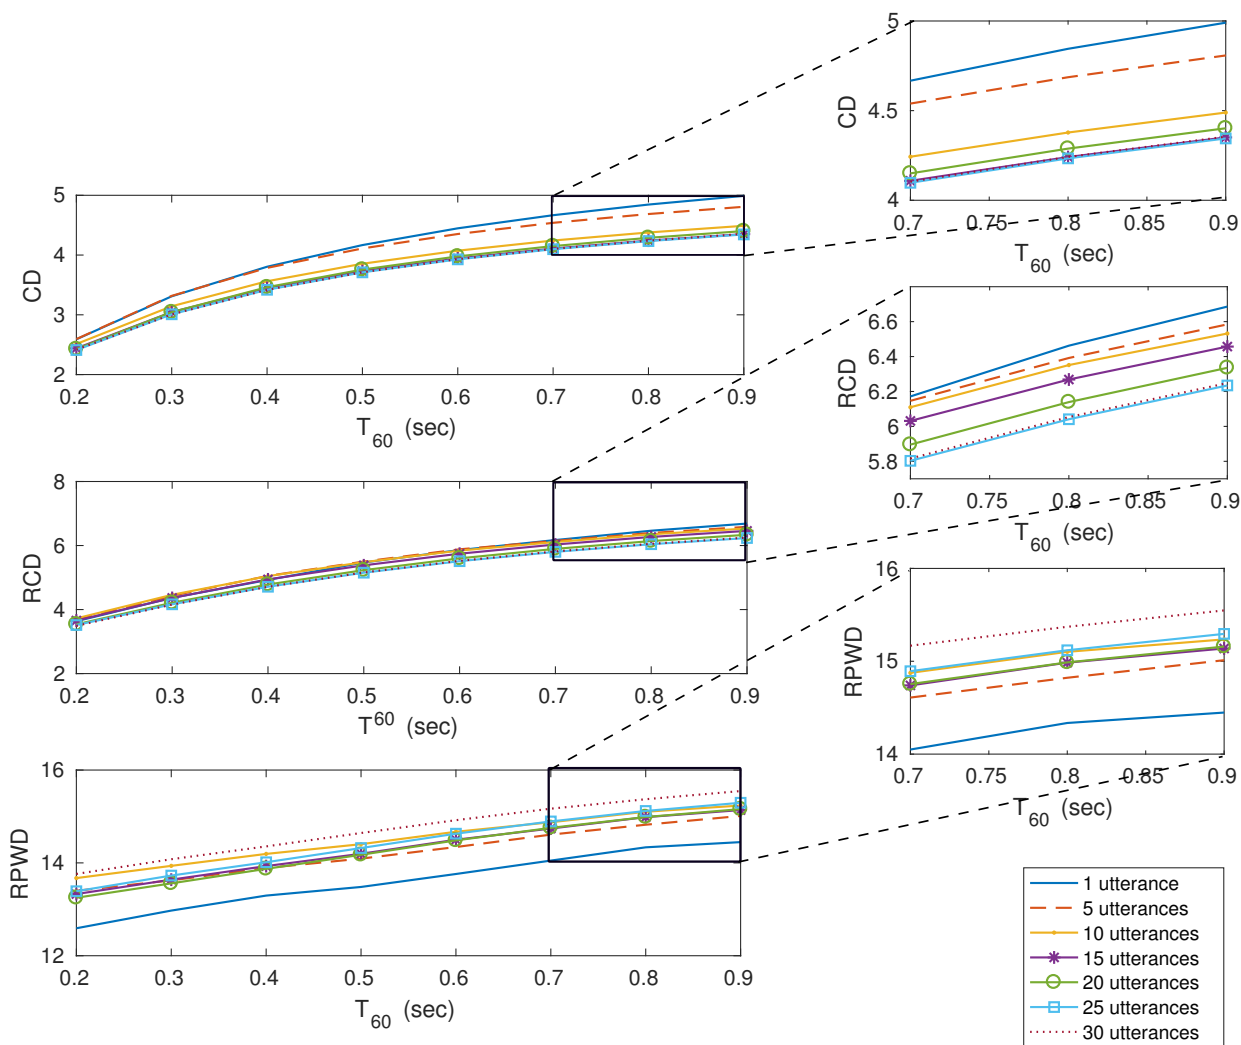 5
4.5
4
CD
0.7 0.75 0.8 0.85 0.9
T60 (sec)
5
4
3
2
CD
0.2 0.3 0.4 0.5 0.6 0.7 0.8 0.9
T60 (sec)
6.6
6.4
6.2
6
5.8
RCD
0.7 0.75 0.8 0.85 0.9
T60 (sec)
8
6
4
2
RCD
0.2 0.3 0.4 0.5 0.6 0.7 0.8 0.9
T60 (sec)
16
15
14
RPWD
0.7 0.75 0.8 0.85 0.9
T60 (sec)
16
14
12
RPWD
0.2 0.3 0.4 0.5 0.6 0.7 0.8 0.9
T60 (sec)
1 utterance
5 utterances
10 utterances
15 utterances
20 utterances
25 utterances
30 utterances